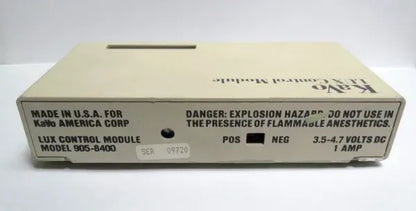 KaVo
LUX Control Module
MADE IN U.S.A. FOR
KaVo AMERICA CORP
LUX CONTROL MODULE
MODEL 905-8400
SER 09720
DANGER: EXPLOSION HAZARD. DO NOT USE IN
THE PRESENCE OF FLAMMABLE ANESTHETICS.
POS NEG
3.5-4.7 VOLTS DC
1 AMP